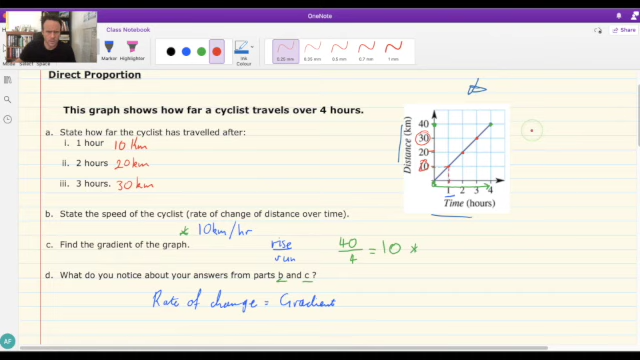 OneNote
Class Notebook
Marker
Highlighter
0.25 mm
0.35 mm
0.5 mm
0.7 mm
1 mm
Ink
Colour
Space
Direct Proportion
This graph shows how far a cyclist travels over 4 hours.
a. State how far the cyclist has travelled after:
i. 1 hour 10 Km
ii. 2 hours 20 km
iii. 3 hours. 30 km
b. State the speed of the cyclist (rate of change of distance over time).
* 10 km/hr
c. Find the gradient of the graph.
rise
run
40
4
= 10 *
d. What do you notice about your answers from parts b and c ?
Rate of change = Gradient
Distance (km)
40
30
20
10
1 2 3 4
Time (hours)
AF